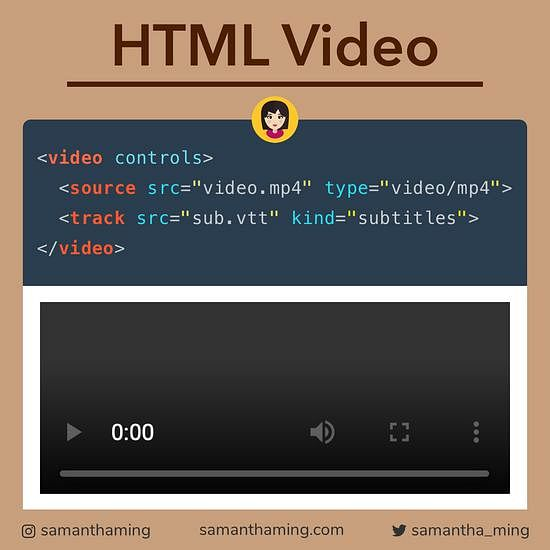 HTML Video
<video controls>
  <source src="video.mp4" type="video/mp4">
  <track src="sub.vtt" kind="subtitles">
</video>
0:00
samanthaming samanthaming.com samantha_ming